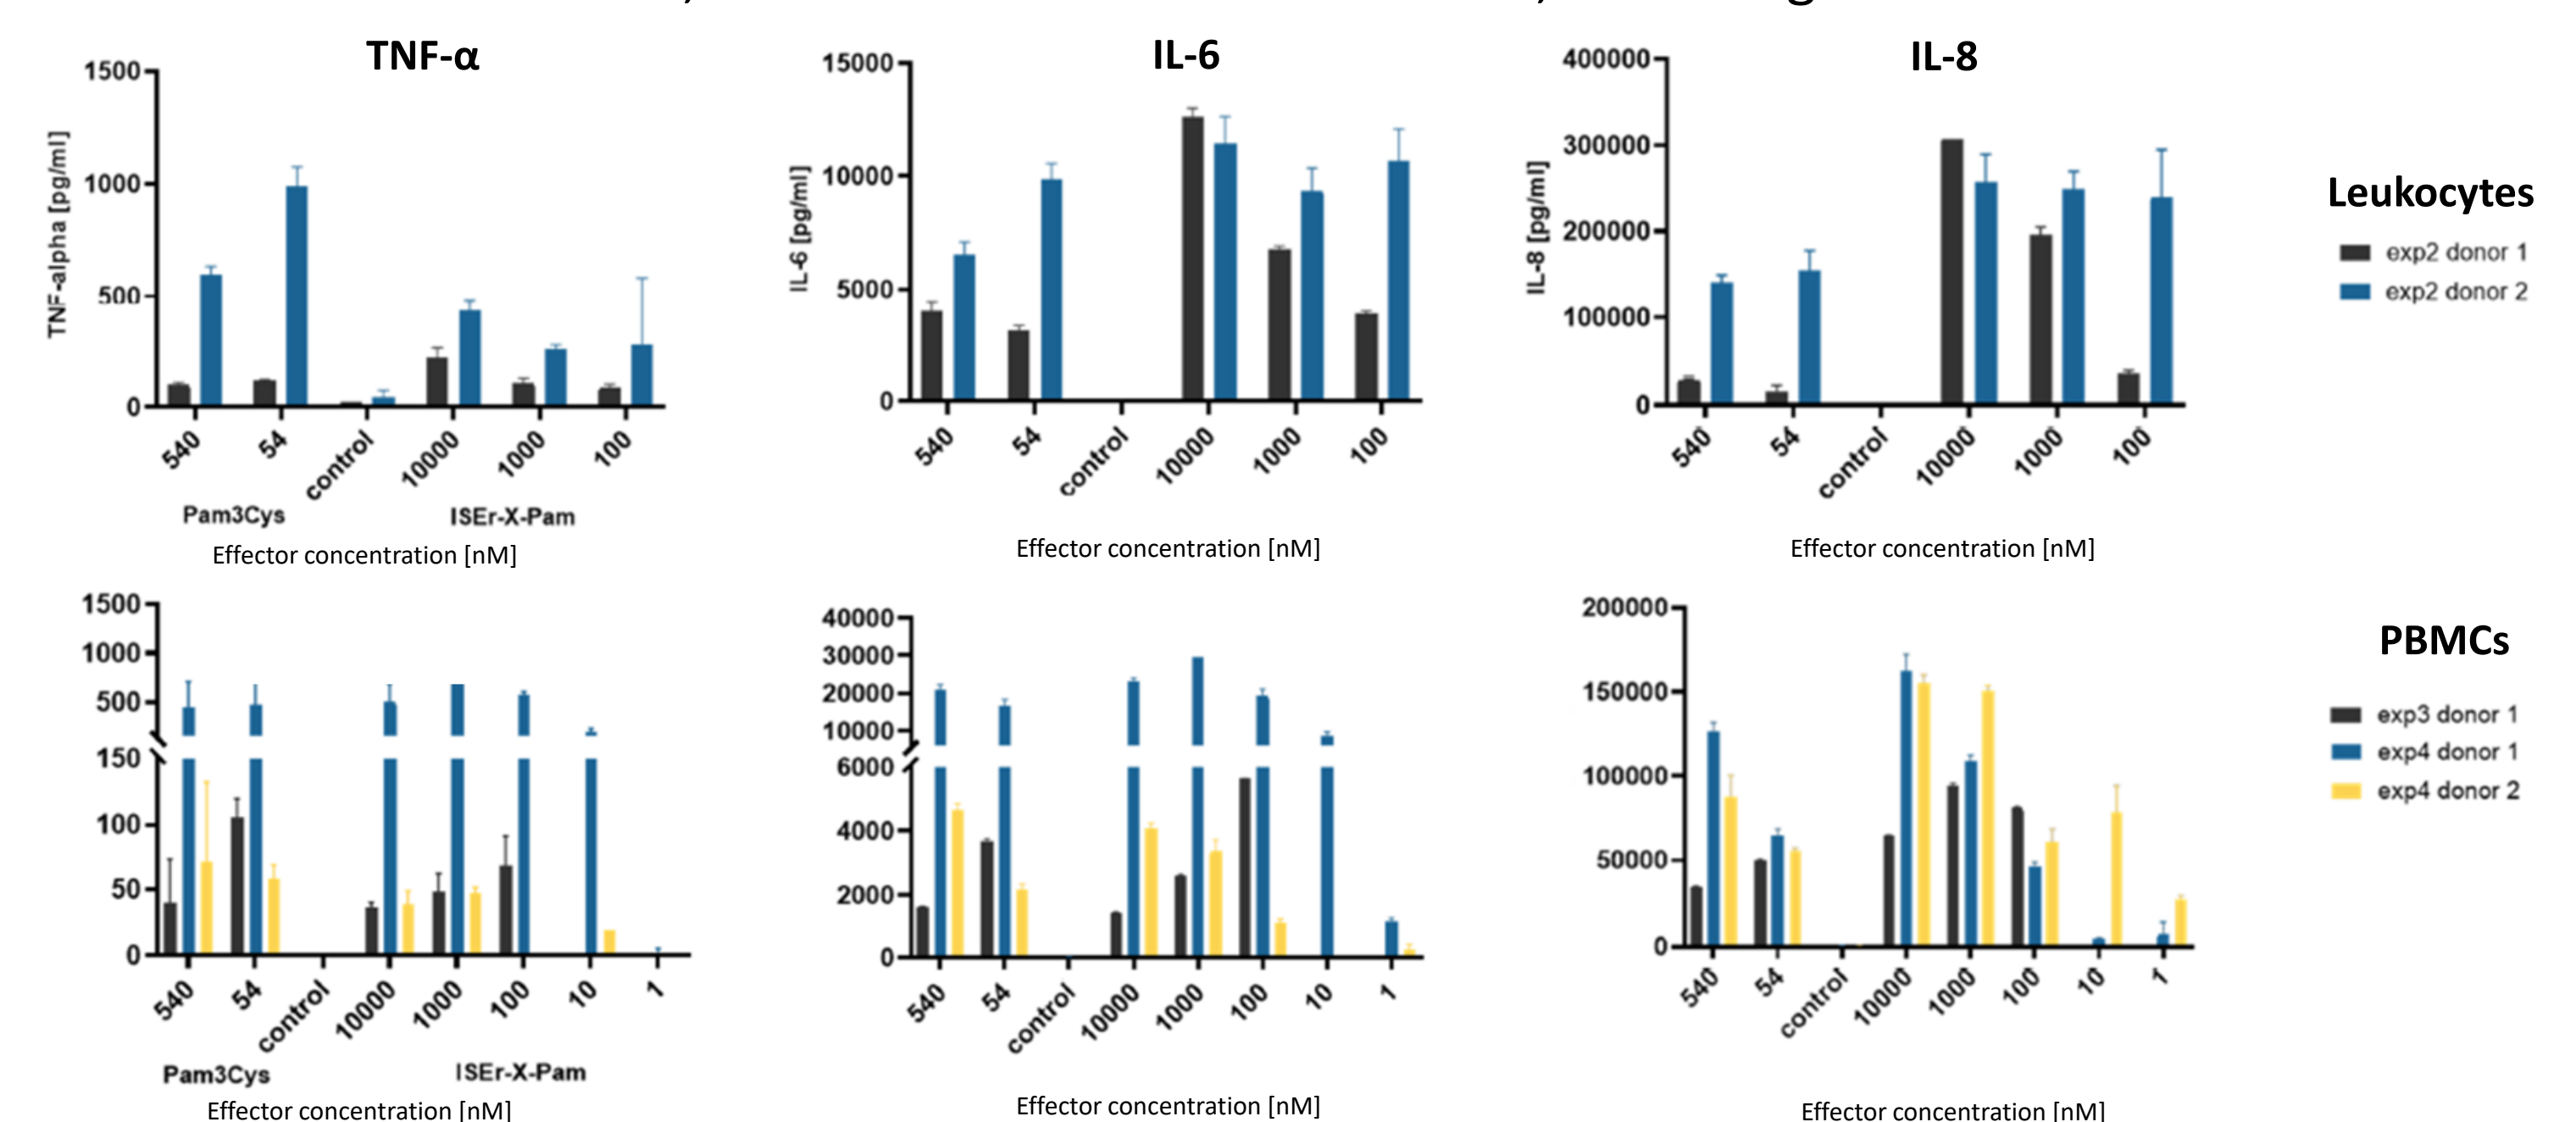 TNF-α
1500
1000
500
0
TNF-alpha [pg/ml]
540
54
control
10000
1000
100
Pam3Cys
ISEr-X-Pam
Effector concentration [nM]
IL-6
15000
10000
5000
0
IL-6 [pg/ml]
540
54
control
10000
1000
100
Effector concentration [nM]
IL-8
400000
300000
200000
100000
0
IL-8 [pg/ml]
540
54
control
10000
1000
100
Effector concentration [nM]
Leukocytes
exp2 donor 1
exp2 donor 2
1500
1000
500
150
100
50
0
540
54
control
10000
1000
100
10
1
Pam3Cys
ISEr-X-Pam
Effector concentration [nM]
40000
30000
20000
10000
6000
4000
2000
0
540
54
control
10000
1000
100
10
1
Effector concentration [nM]
200000
150000
100000
50000
0
540
54
control
10000
1000
100
10
1
Effector concentration [nM]
PBMCs
exp3 donor 1
exp4 donor 1
exp4 donor 2